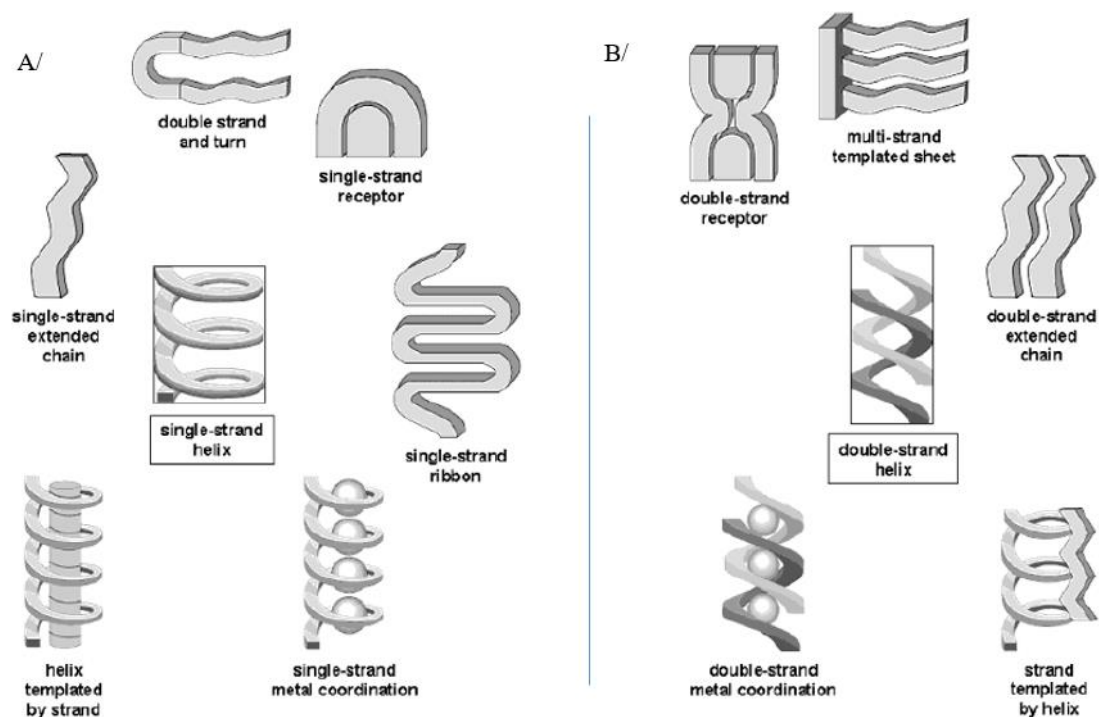 A/
double strand
and turn
single-strand
receptor
single-strand
extended
chain
single-strand
helix
single-strand
ribbon
helix
templated
by strand
single-strand
metal coordination
B/
double-strand
receptor
multi-strand
templated sheet
double-strand
extended
chain
double-strand
helix
double-strand
metal coordination
strand
templated
by helix